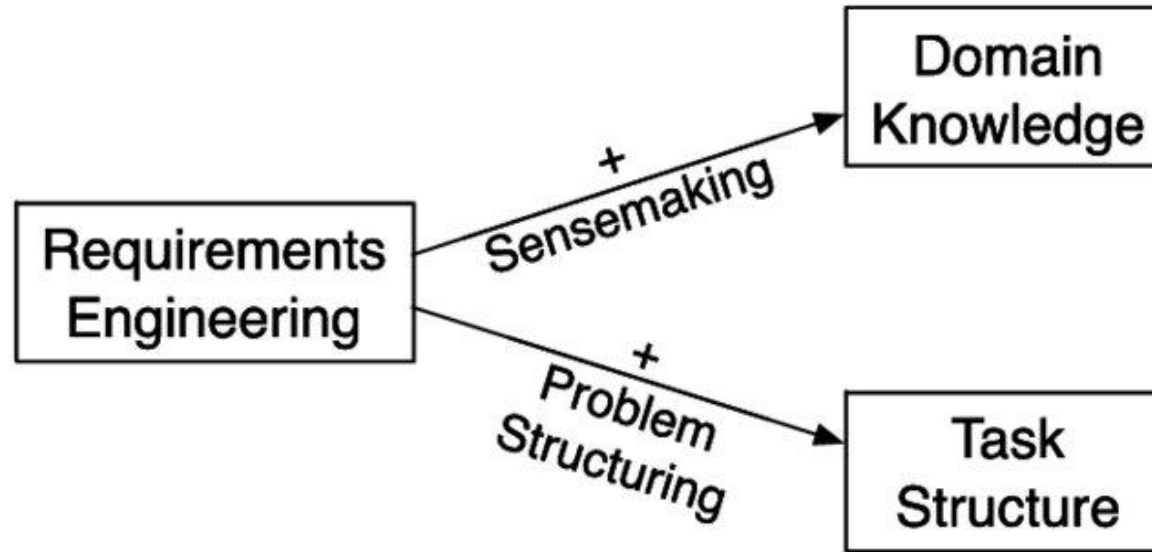 Requirements
Engineering
+
Sensemaking
Domain
Knowledge
+
Problem
Structuring
Task
Structure